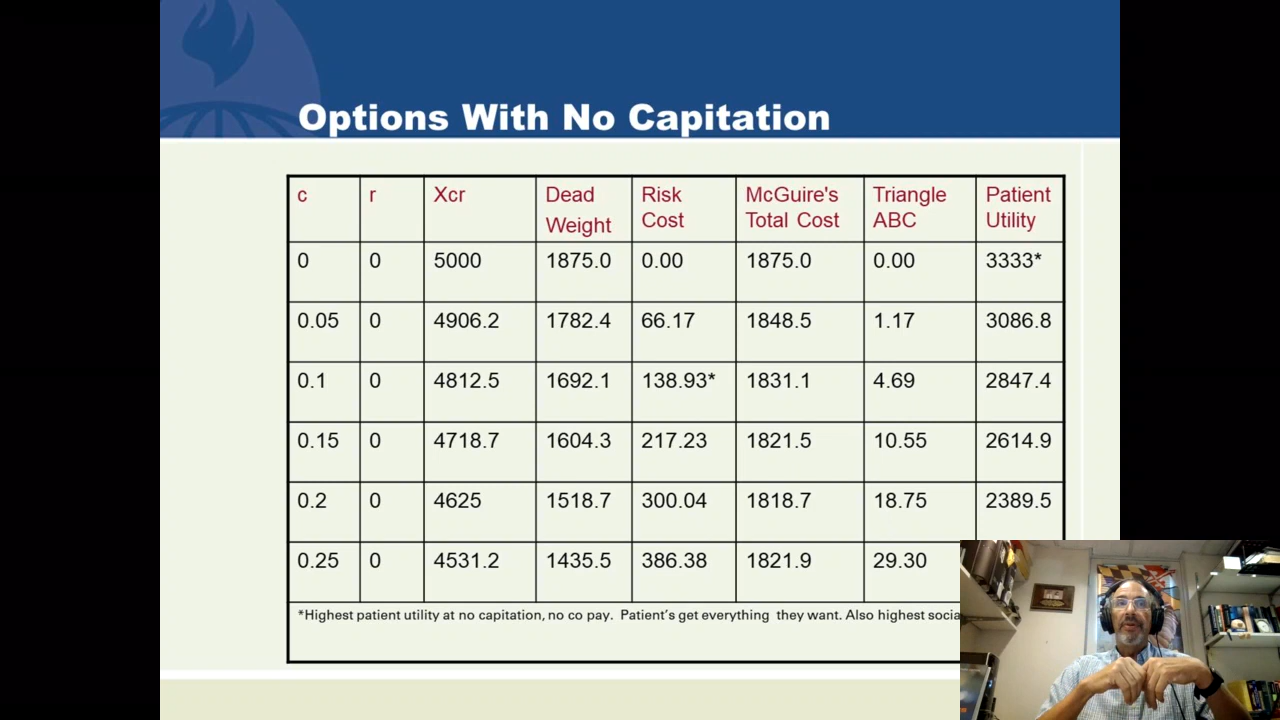 Options With No Capitation
c r Xcr Dead Weight Risk Cost McGuire's Total Cost Triangle ABC Patient Utility
0 0 5000 1875.0 0.00 1875.0 0.00 3333*
0.05 0 4906.2 1782.4 66.17 1848.5 1.17 3086.8
0.1 0 4812.5 1692.1 138.93* 1831.1 4.69 2847.4
0.15 0 4718.7 1604.3 217.23 1821.5 10.55 2614.9
0.2 0 4625 1518.7 300.04 1818.7 18.75 2389.5
0.25 0 4531.2 1435.5 386.38 1821.9 29.30
*Highest patient utility at no capitation, no co pay. Patient's get everything they want. Also highest